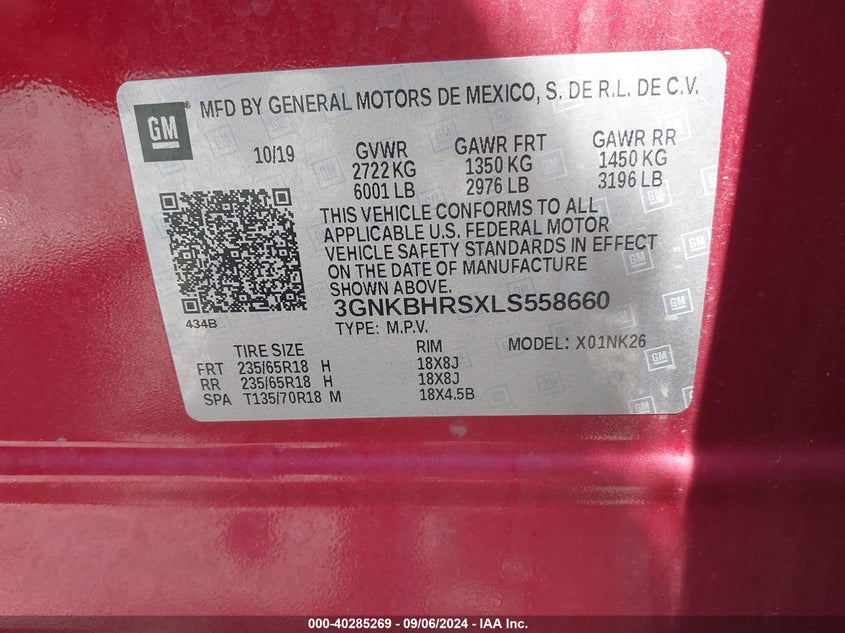 GM
MFD BY GENERAL MOTORS DE MEXICO, S. DE R.L. DE C.V.
10/19
GVWR GAWR FRT GAWR RR
2722 KG 1350 KG 1450 KG
6001 LB 2976 LB 3196 LB
THIS VEHICLE CONFORMS TO ALL
APPLICABLE U.S. FEDERAL MOTOR
VEHICLE SAFETY STANDARDS IN EFFECT
ON THE DATE OF MANUFACTURE
SHOWN ABOVE.
434B
3GNKBHRSXLS558660
TYPE: M.P.V. MODEL: X01NK26
TIRE SIZE RIM
FRT 235/65R18 H 18X8J
RR 235/65R18 H 18X8J
SPA T135/70R18 M 18X4.5B
000-40285269 - 09/06/2024 - IAA Inc.